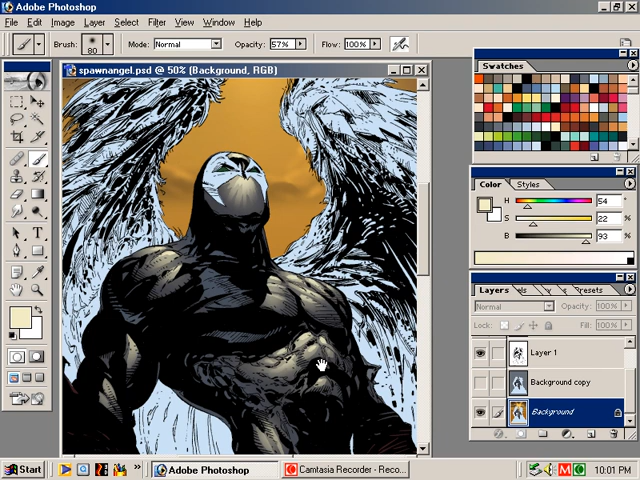 Adobe Photoshop
File Edit Image Layer Select Filter View Window Help
Brush: 80 Mode: Normal Opacity: 57% Flow: 100%
spawnangel.psd @ 50% (Background, RGB)
Swatches
Color Styles
H 54 °
S 22 %
B 93 %
Layers els resets
Normal Opacity: 100%
Lock: Fill: 100%
Layer 1
Background copy
Background
Start Adobe Photoshop Camtasia Recorder - Reco... 10:01 PM